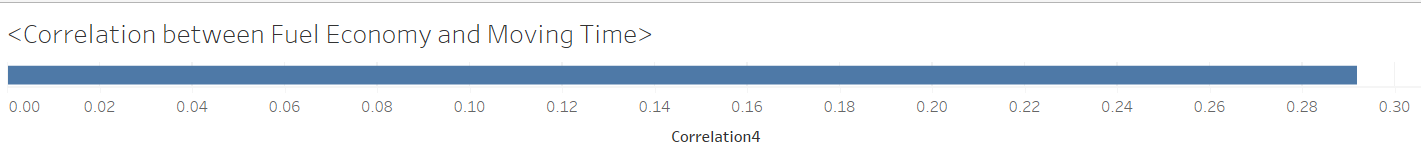 <Correlation between Fuel Economy and Moving Time>
0.00 0.02 0.04 0.06 0.08 0.10 0.12 0.14 0.16 0.18 0.20 0.22 0.24 0.26 0.28 0.30
Correlation4